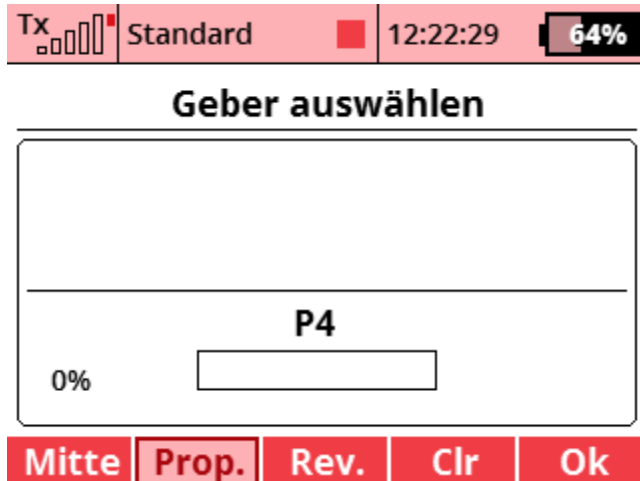 Tx Standard 12:22:29 64%
Geber auswählen
P4
0%
Mitte Prop. Rev. Clr Ok